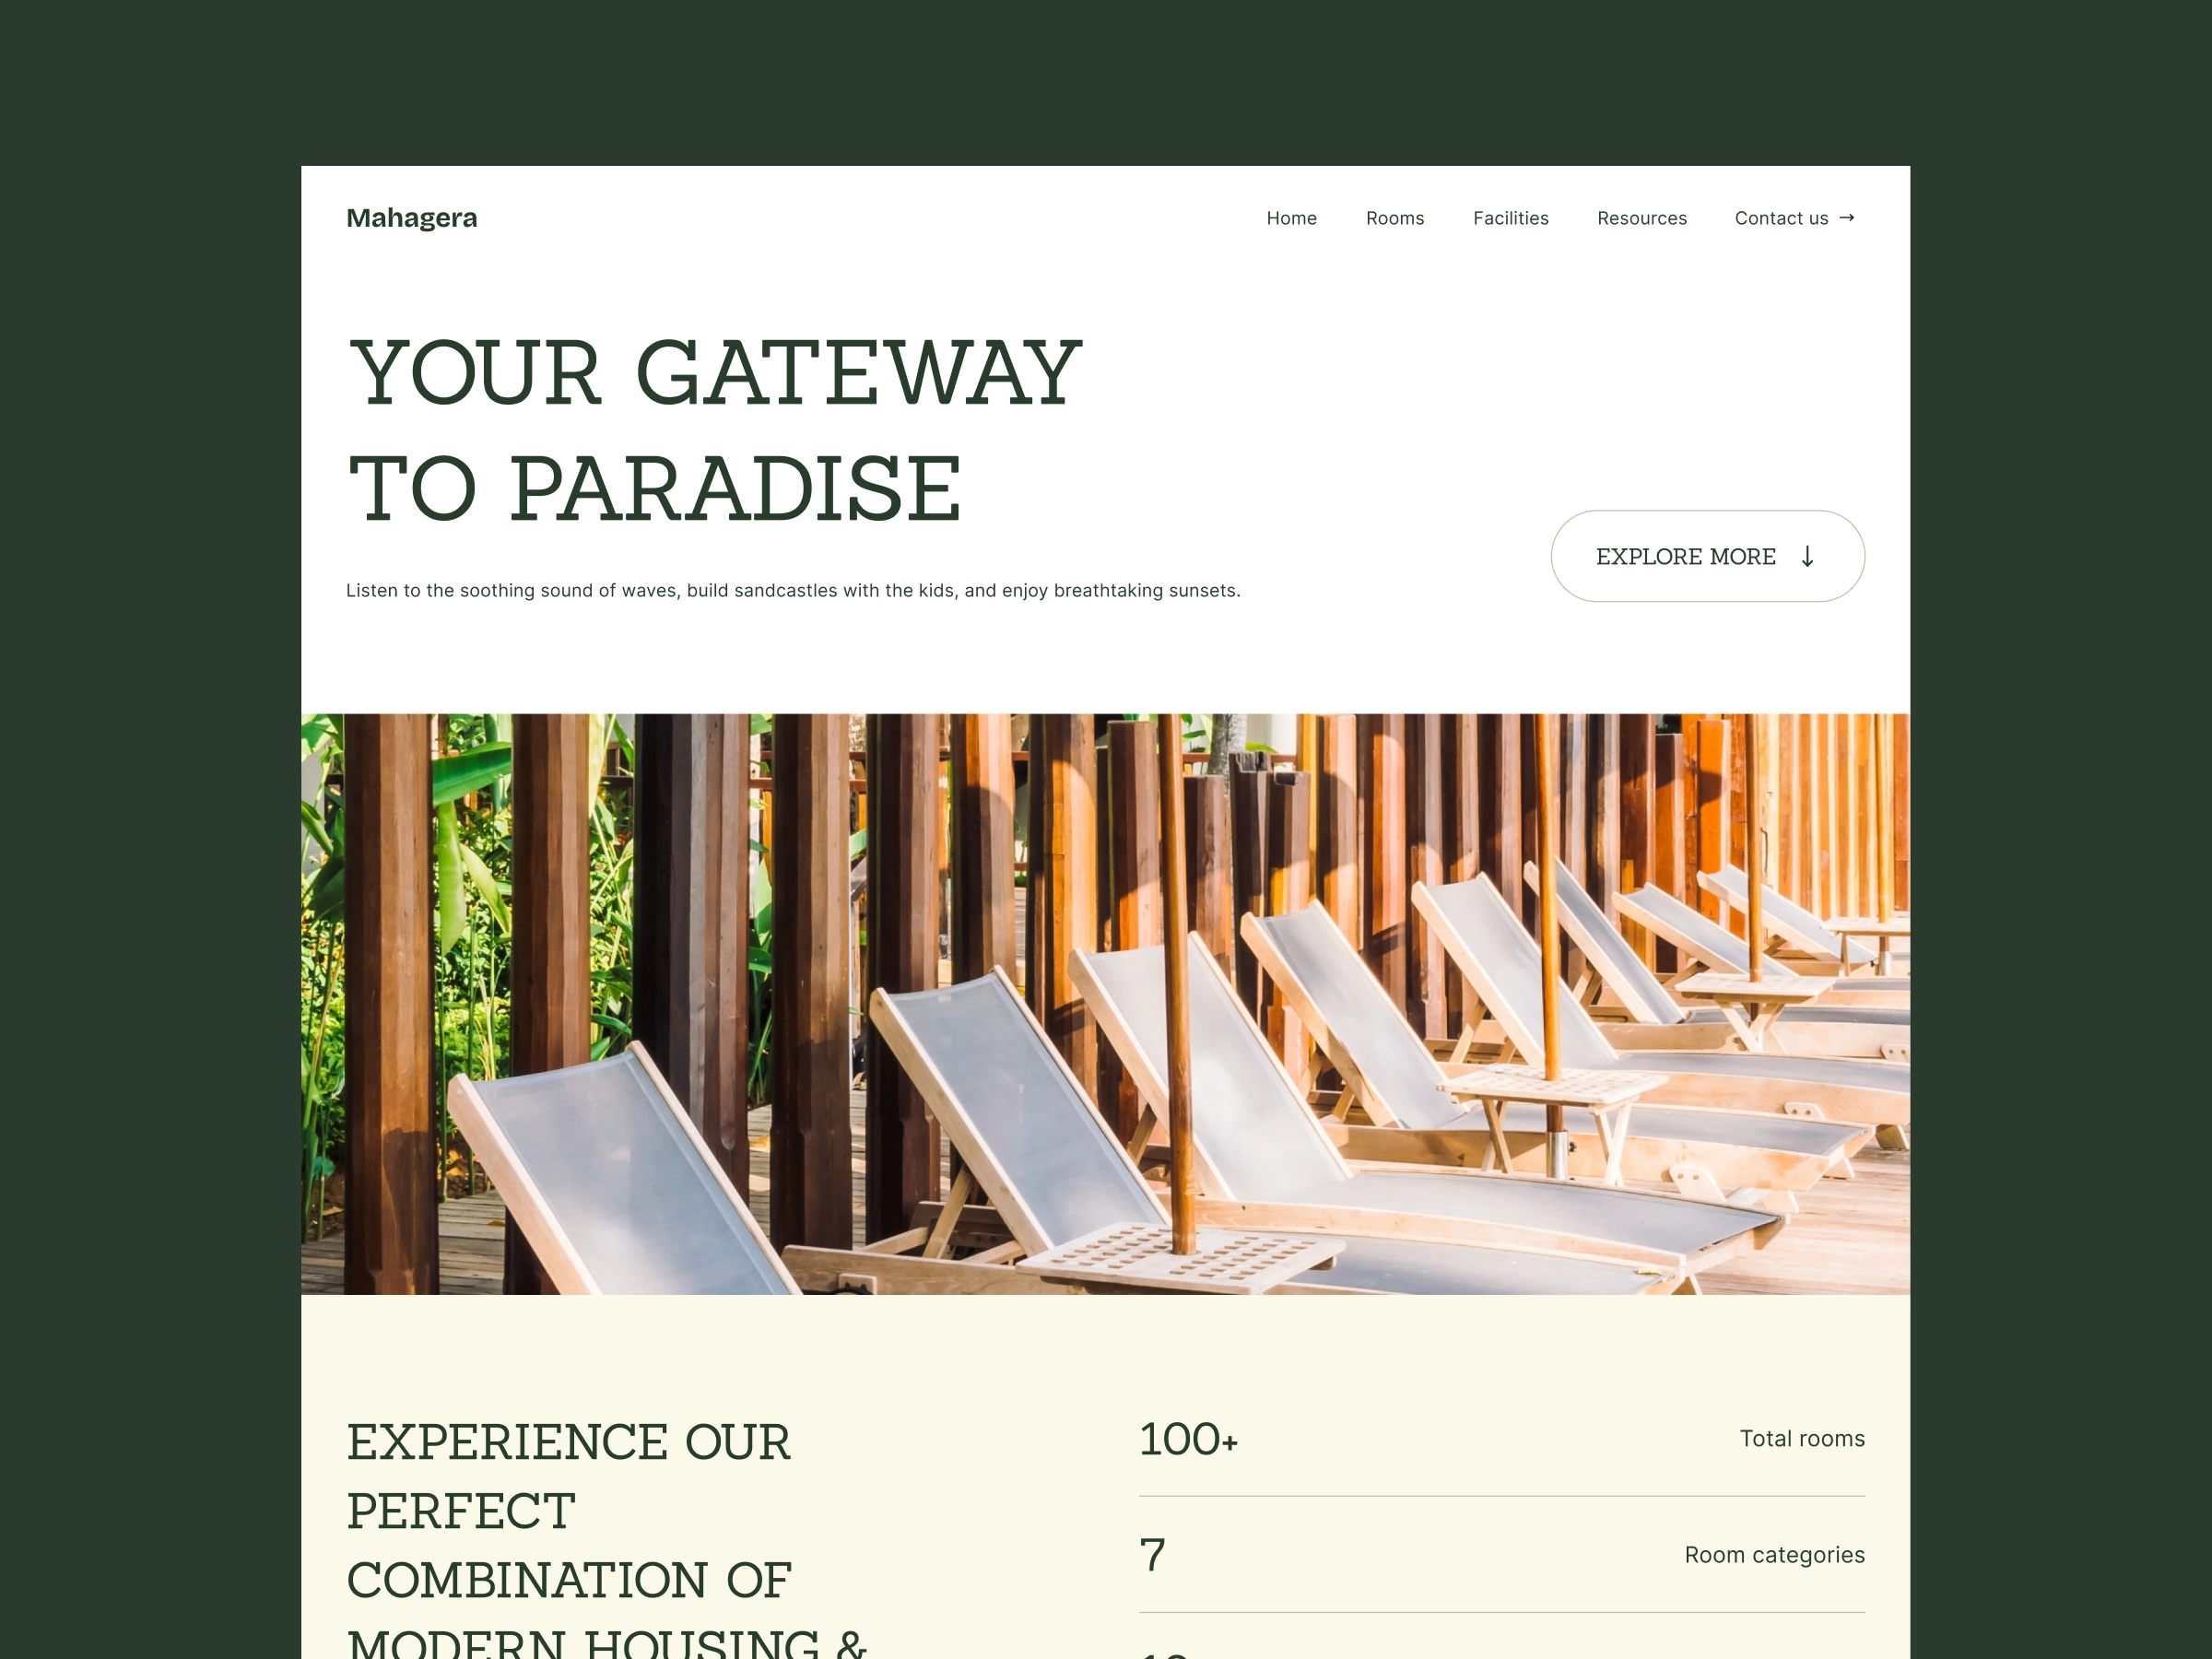 Mahagera
Home Rooms Facilities Resources Contact us →
YOUR GATEWAY
TO PARADISE
EXPLORE MORE ↓
Listen to the soothing sound of waves, build sandcastles with the kids, and enjoy breathtaking sunsets.
EXPERIENCE OUR
PERFECT
COMBINATION OF
MODERN HOUSING &
100+ Total rooms
7 Room categories